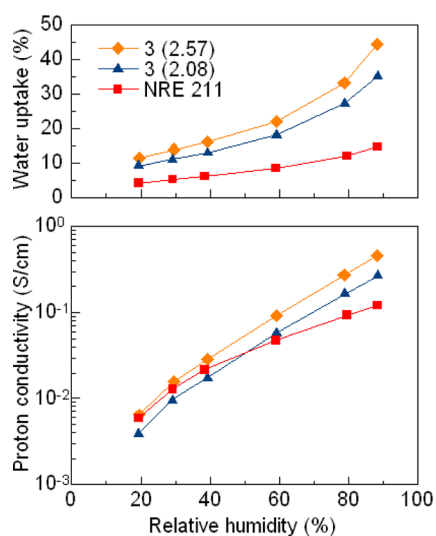 Water uptake (%)
50
40
30
20
10
0
3 (2.57)
3 (2.08)
NRE 211
Proton conductivity (S/cm)
10⁰
10⁻¹
10⁻²
10⁻³
0 20 40 60 80 100
Relative humidity (%)